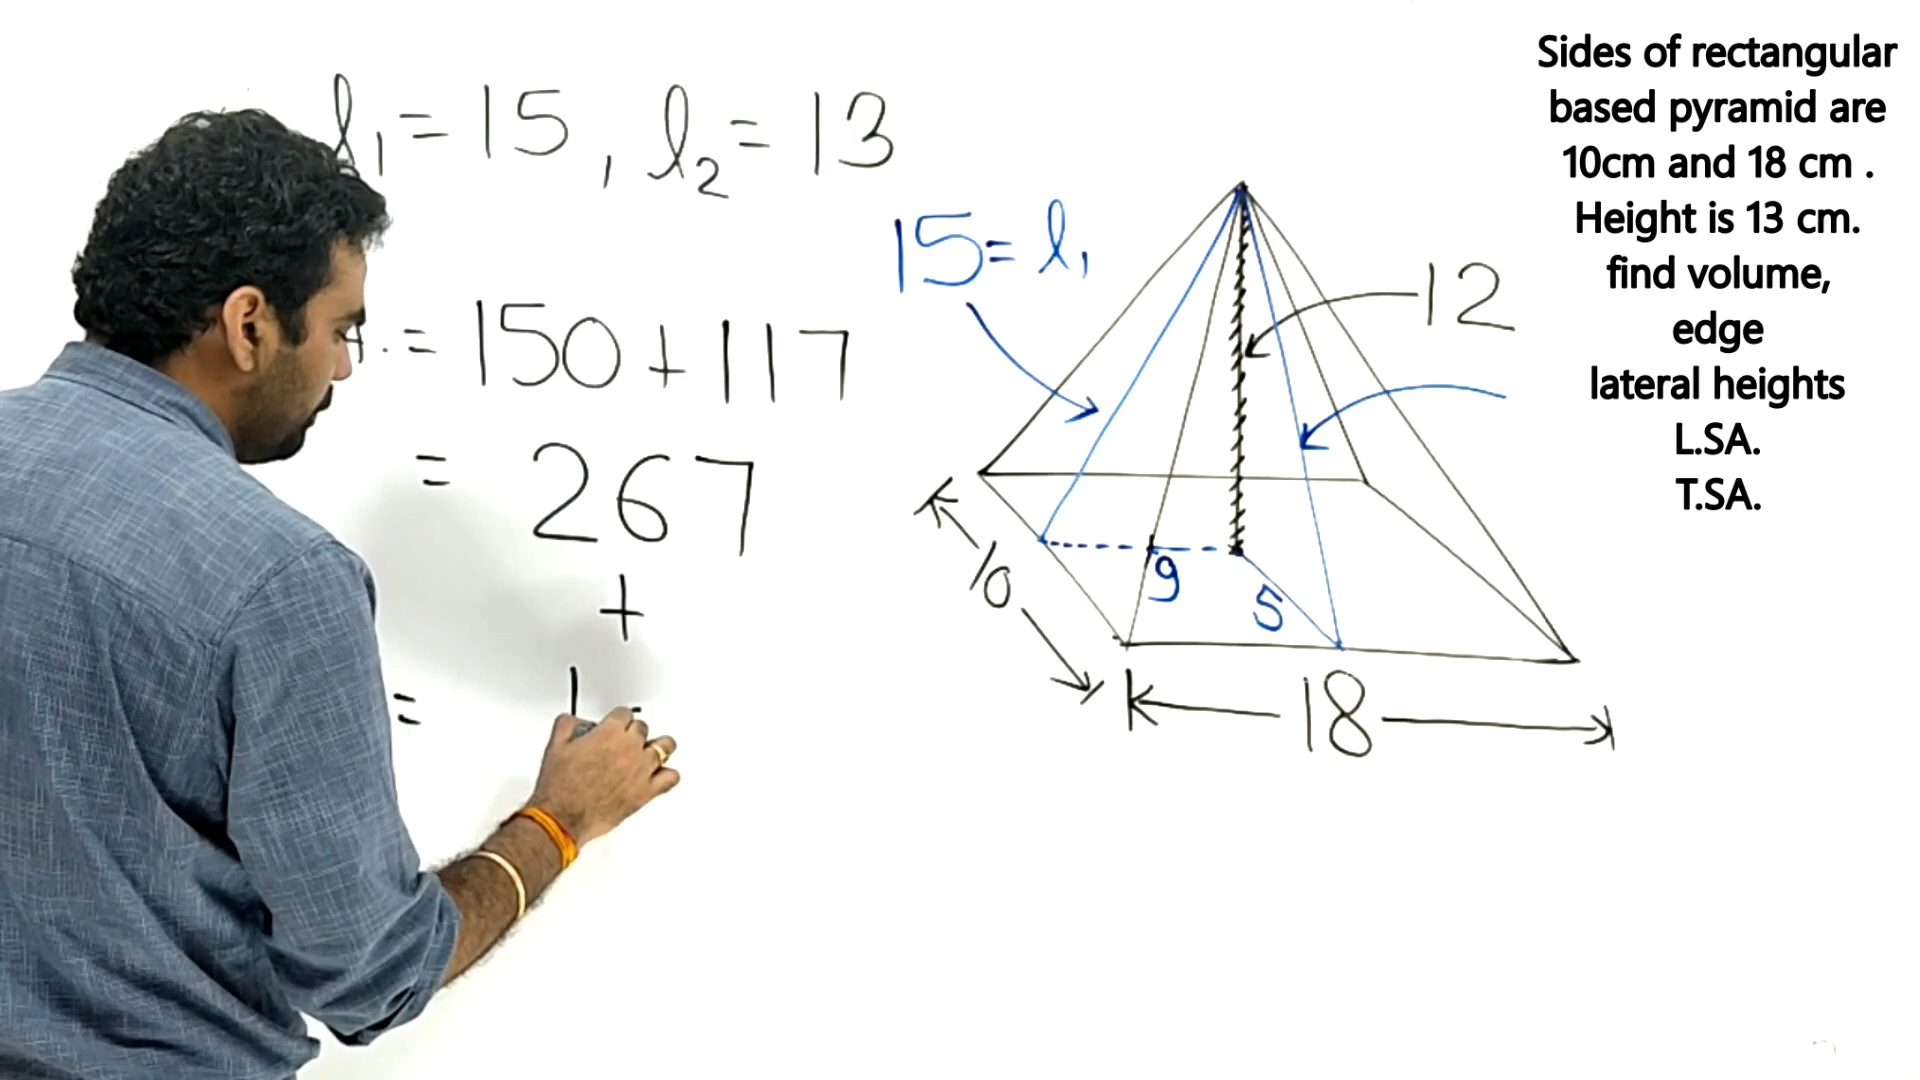 l₁ = 15, l₂ = 13
= 150 + 117
= 267
+
=
15 = l₁
12
9
5
10
18
Sides of rectangular
based pyramid are
10cm and 18 cm .
Height is 13 cm.
find volume,
edge
lateral heights
L.SA.
T.SA.